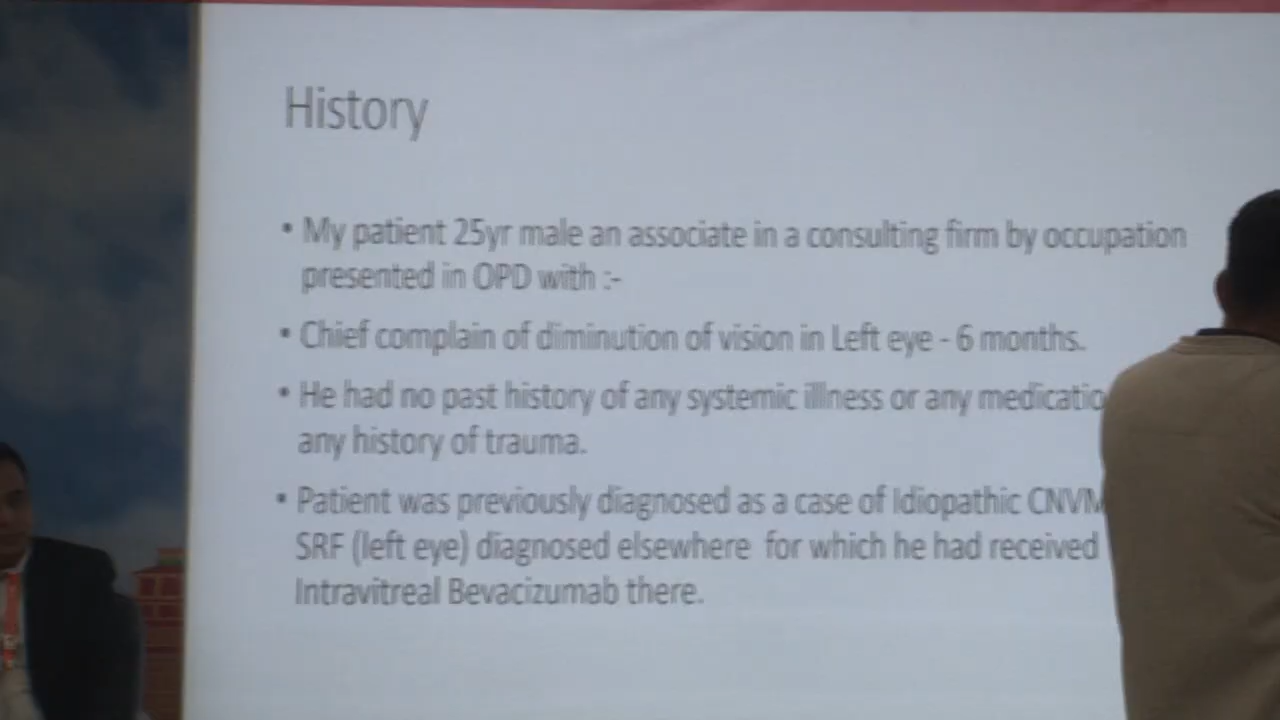 History
• My patient 25yr male an associate in a consulting firm by occupation
presented in OPD with :-
• Chief complain of diminution of vision in Left eye - 6 months.
• He had no past history of any systemic illness or any
any history of trauma.
• Patient was previously diagnosed as a case of Idiopathic CNVM
SRF (left eye) diagnosed elsewhere for which he had received
Intravitreal Bevacizumab there.